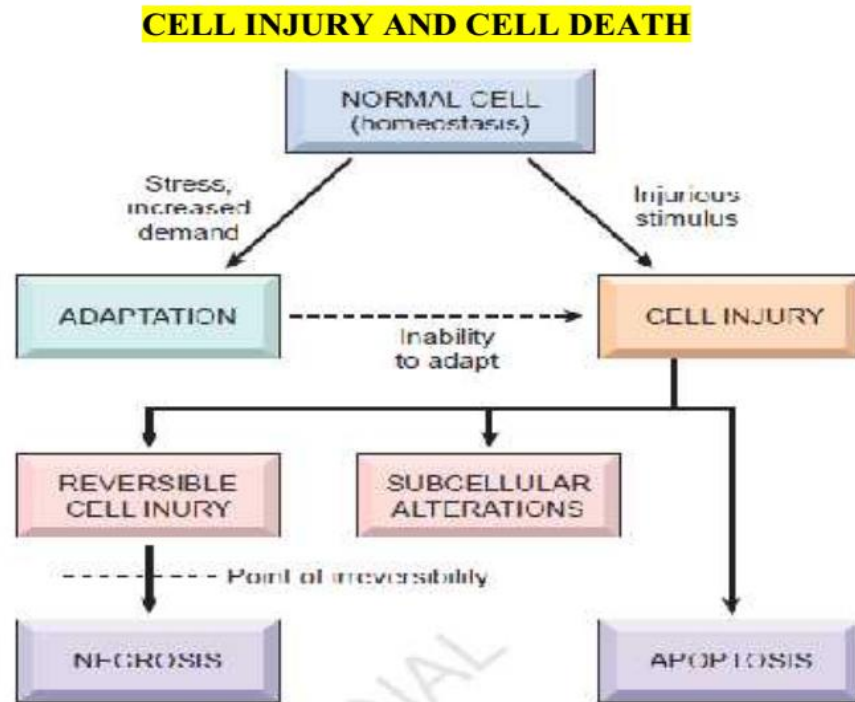 CELL INJURY AND CELL DEATH
NORMAL CELL
(homeostasis)
Stress,
increased
demand
Injurious
stimulus
ADAPTATION
Inability
to adapt
CELL INJURY
REVERSIBLE
CELL INURY
SUBCELLULAR
ALTERATIONS
Point of irreversibility
NECROSIS
APOPTOSIS